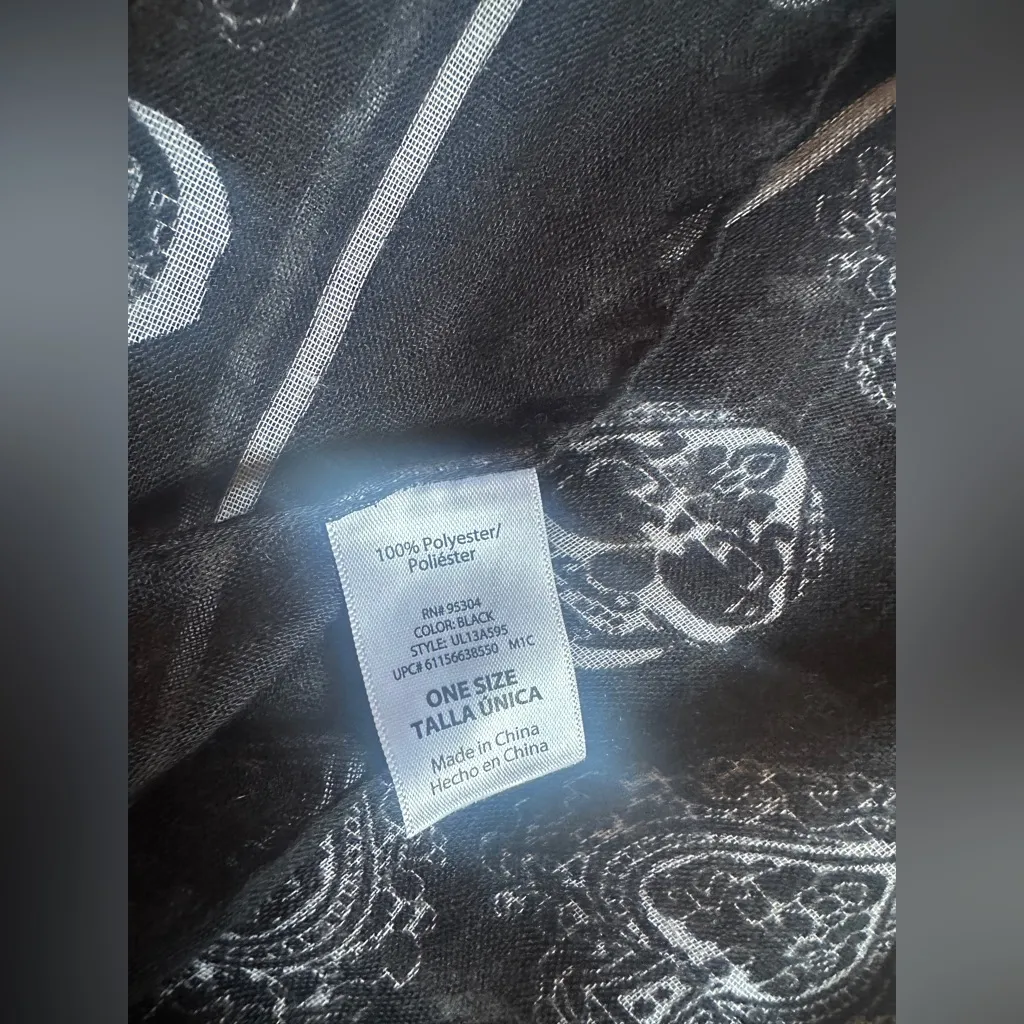 100% Polyester/
Poliéster
RN# 95304
COLOR: BLACK
STYLE: UL13A595
UPC# 61156638550 M1C
ONE SIZE
TALLA ÚNICA
Made in China
Hecho en China